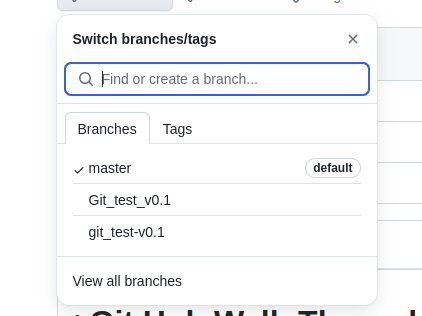 Switch branches/tags
Find or create a branch...
Branches Tags
master default
Git_test_v0.1
git_test-v0.1
View all branches